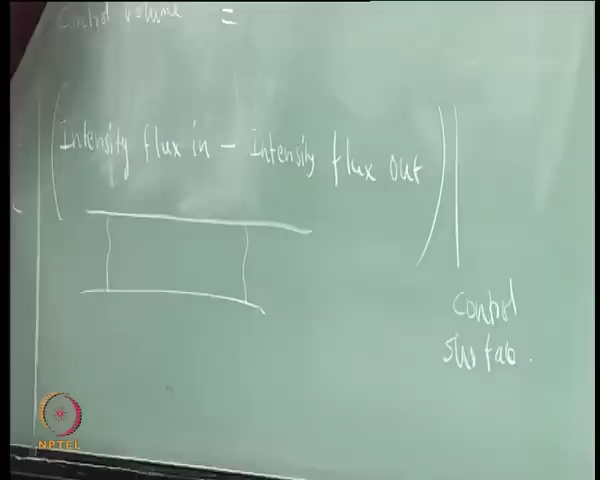 Control volume =
(Intensity flux in - Intensity flux out)|
control
surface.
NPTEL